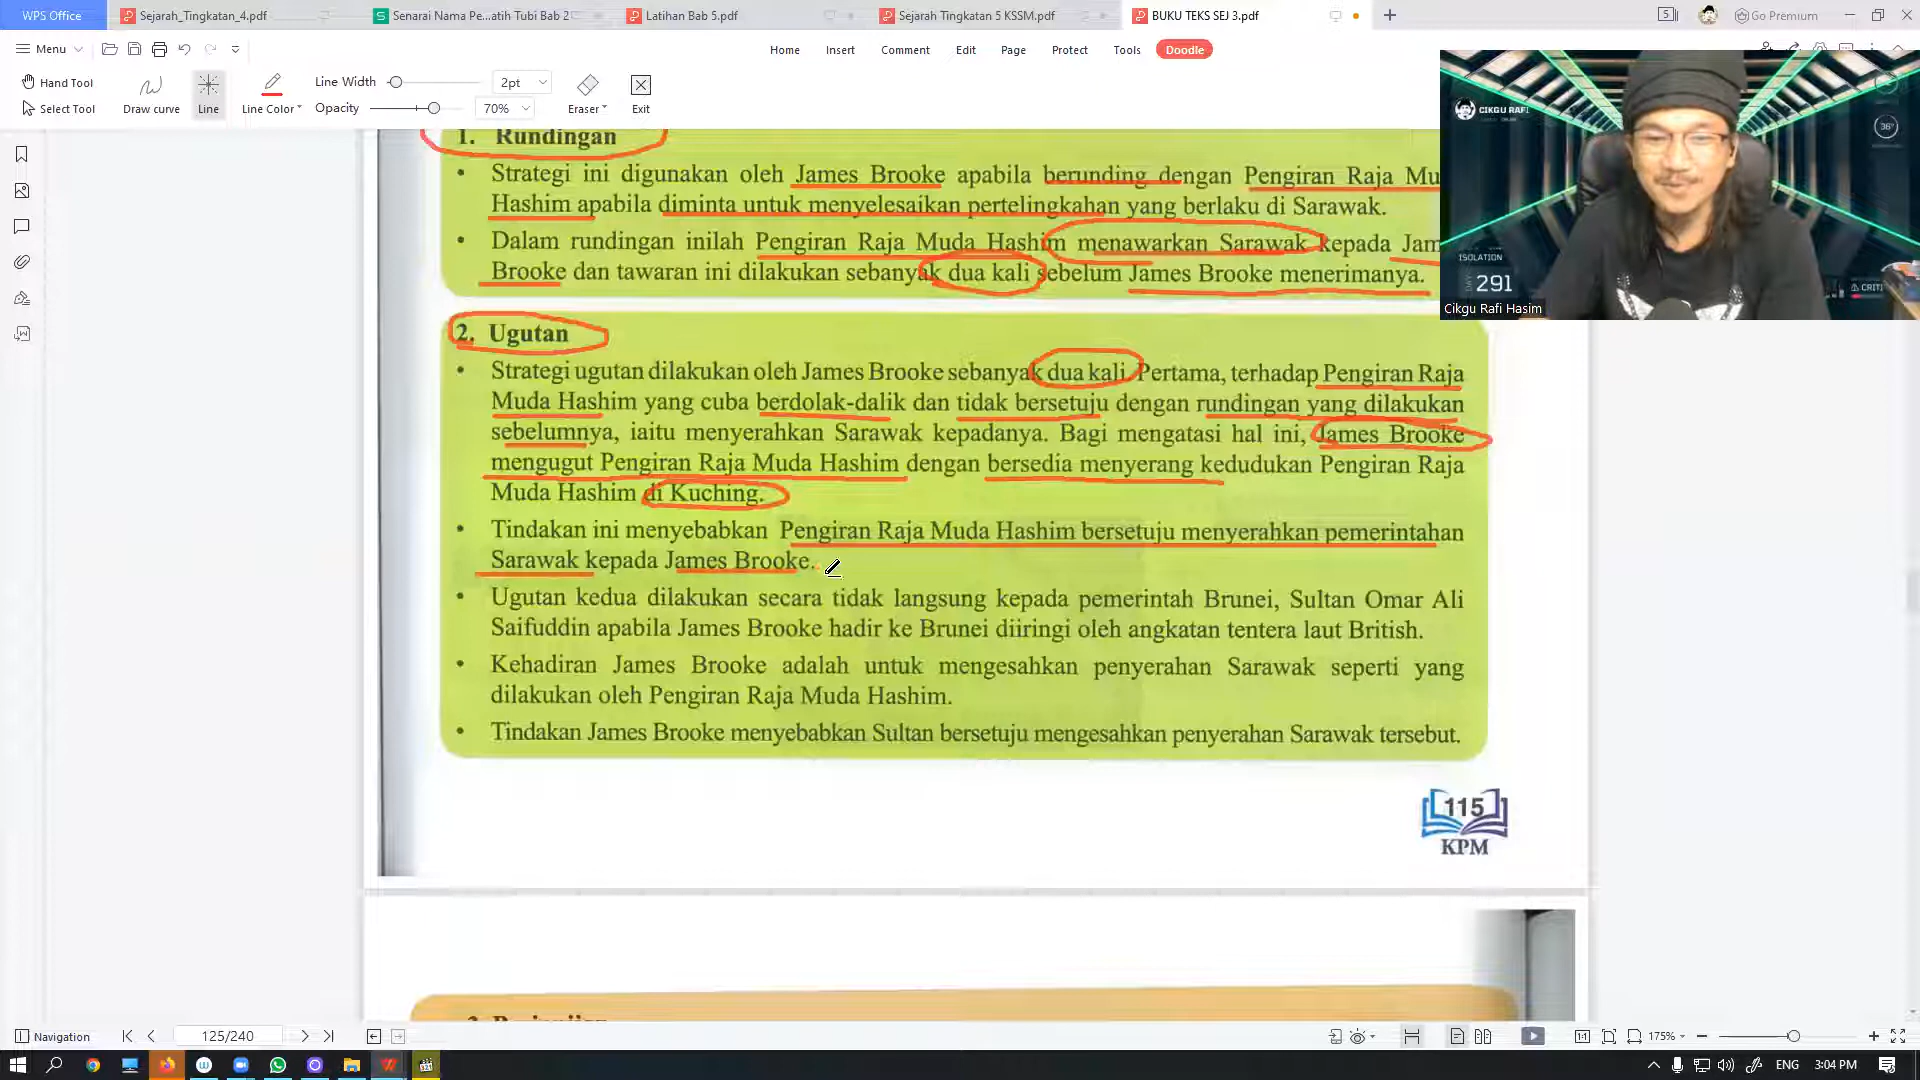 WPS Office
Sejarah_Tingkatan_4.pdf
Senarai Nama Pe...atih Tubi Bab 2
Latihan Bab 5.pdf
Sejarah Tingkatan 5 KSSM.pdf
BUKU TEKS SEJ 3.pdf
5
Go Premium
Menu
Home
Insert
Comment
Edit
Page
Protect
Tools
Doodle
Hand Tool
Select Tool
Draw curve
Line
Line Color
Line Width
2pt
Opacity
70%
Eraser
Exit
CIKGU RAFI
36°
ISOLATION
DAY 291
CRITI
Cikgu Rafi Hasim
1. Rundingan
• Strategi ini digunakan oleh James Brooke apabila berunding dengan Pengiran Raja Mu
Hashim apabila diminta untuk menyelesaikan pertelingkahan yang berlaku di Sarawak.
• Dalam rundingan inilah Pengiran Raja Muda Hashim menawarkan Sarawak kepada Jam
Brooke dan tawaran ini dilakukan sebanyak dua kali sebelum James Brooke menerimanya.
2. Ugutan
• Strategi ugutan dilakukan oleh James Brooke sebanyak dua kali. Pertama, terhadap Pengiran Raja
Muda Hashim yang cuba berdolak-dalik dan tidak bersetuju dengan rundingan yang dilakukan
sebelumnya, iaitu menyerahkan Sarawak kepadanya. Bagi mengatasi hal ini, James Brooke
mengugut Pengiran Raja Muda Hashim dengan bersedia menyerang kedudukan Pengiran Raja
Muda Hashim di Kuching.
• Tindakan ini menyebabkan Pengiran Raja Muda Hashim bersetuju menyerahkan pemerintahan
Sarawak kepada James Brooke.
• Ugutan kedua dilakukan secara tidak langsung kepada pemerintah Brunei, Sultan Omar Ali
Saifuddin apabila James Brooke hadir ke Brunei diiringi oleh angkatan tentera laut British.
• Kehadiran James Brooke adalah untuk mengesahkan penyerahan Sarawak seperti yang
dilakukan oleh Pengiran Raja Muda Hashim.
• Tindakan James Brooke menyebabkan Sultan bersetuju mengesahkan penyerahan Sarawak tersebut.
115
KPM
Navigation
125/240
175%
ENG
3:04 PM